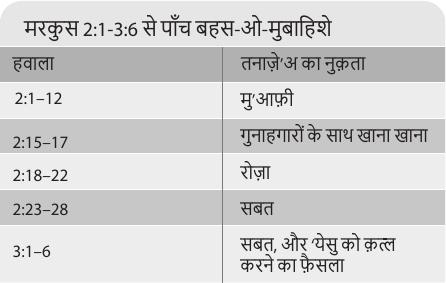 मरकुस 2:1-3:6 से पाँच बहस-ओ-मुबाहिशे
हवाला तनाज़े'अ का नुक़ता
2:1–12 मु'आफ़ी
2:15–17 गुनाहगारों के साथ खाना खाना
2:18–22 रोज़ा
2:23–28 सबत
3:1–6 सबत, और 'येसु को क़त्ल
करने का फ़ैसला